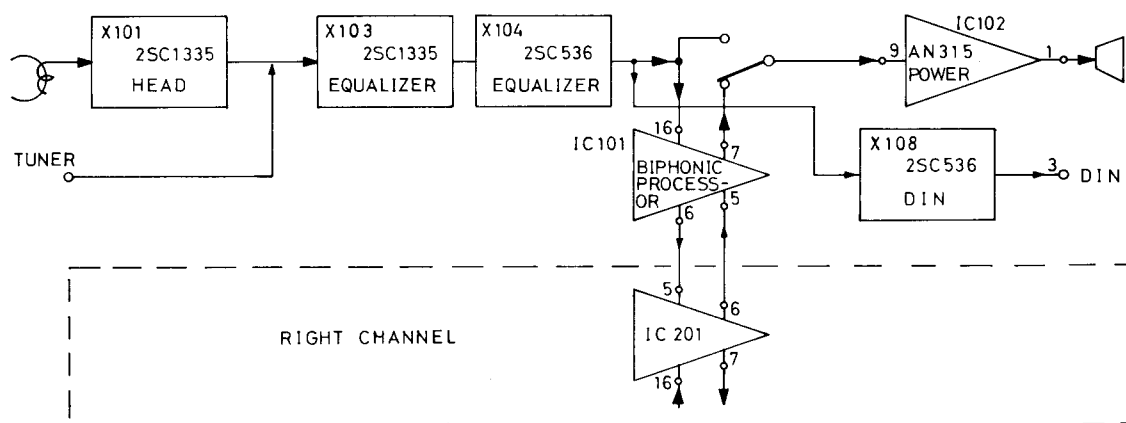 X101
2SC1335
HEAD
X103
2SC1335
EQUALIZER
X104
2SC536
EQUALIZER
IC102
9
AN315
POWER
1
TUNER
IC101
16
7
BIPHONIC
PROCESS-
OR
6
5
X108
2SC536
DIN
3
DIN
RIGHT CHANNEL
5
6
IC 201
16
7